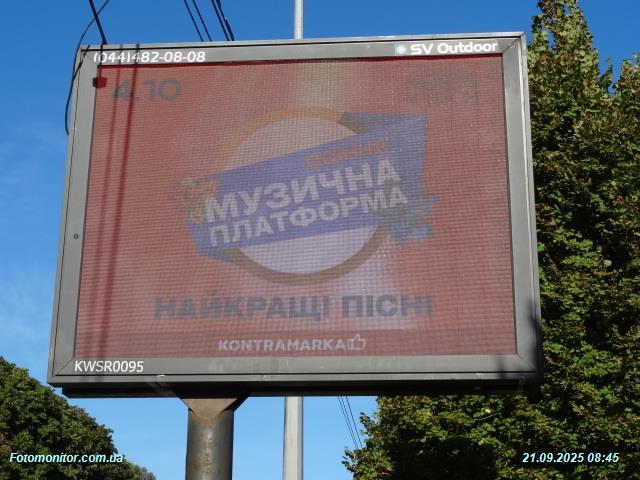 (044)482-08-08
SV Outdoor
4.10
ОСІННЯ
МУЗИЧНА
ПЛАТФОРМА
НАЙКРАЩІ ПІСНІ
KONTRAMARKA
KWSR0095
Fotomonitor.com.ua
21.09.2025 08:45